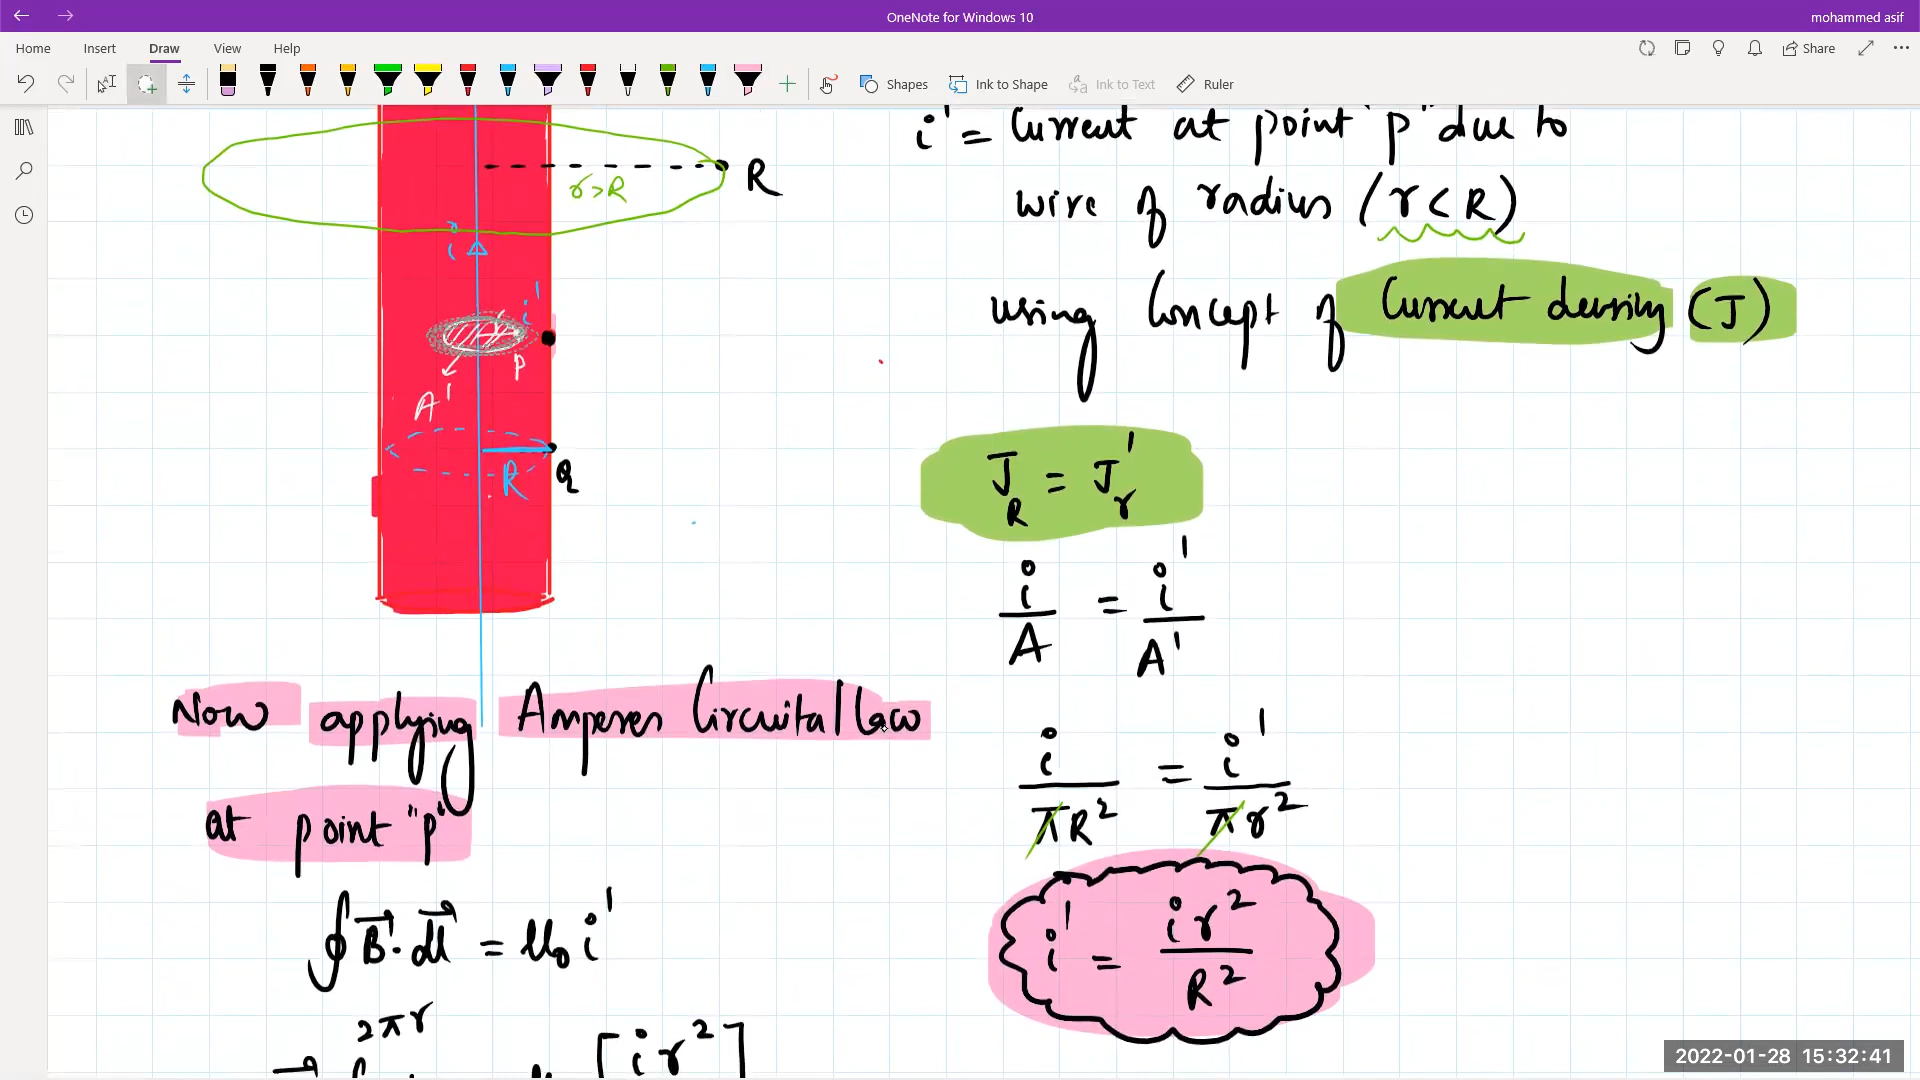 OneNote for Windows 10
mohammed asif
Home Insert Draw View Help
Share
Shapes Ink to Shape Ink to Text Ruler
i' = Current at point "p" due to
wire of radius (r < R)
using Concept of Current density (J)
R
r > R
i
i'
r
p
A'
R
Q
J_R = J'_r
i/A = i'/A'
i/πR² = i'/πr²
i' = ir²/R²
Now applying Amperes Circuital Law
at point "p"
∮ B⃗ · dl⃗ = μ₀ i'
2πr
[ir²]
2022-01-28 15:32:41